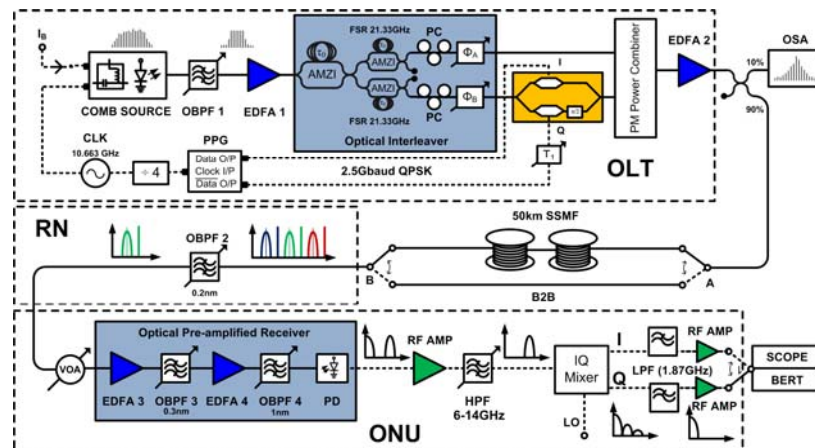 I_B
COMB SOURCE
OBPF 1
EDFA 1
AMZI
τ₀
FSR 21.33GHz
AMZI
AMZI
FSR 21.33GHz
PC
PC
Φ_A
Φ_B
Optical Interleaver
I
Q
T₁
PM Power Combiner
EDFA 2
10%
90%
OSA
CLK
10.663 GHz
÷ 4
PPG
Data O/P
Clock I/P
Data O/P
2.5Gbaud QPSK
OLT
RN
OBPF 2
0.2nm
B
50km SSMF
B2B
A
Optical Pre-amplified Receiver
VOA
EDFA 3
OBPF 3
0.3nm
EDFA 4
OBPF 4
1nm
PD
RF AMP
HPF
6-14GHz
IQ
Mixer
LO
I
Q
RF AMP
LPF (1.87GHz)
RF AMP
SCOPE
BERT
ONU